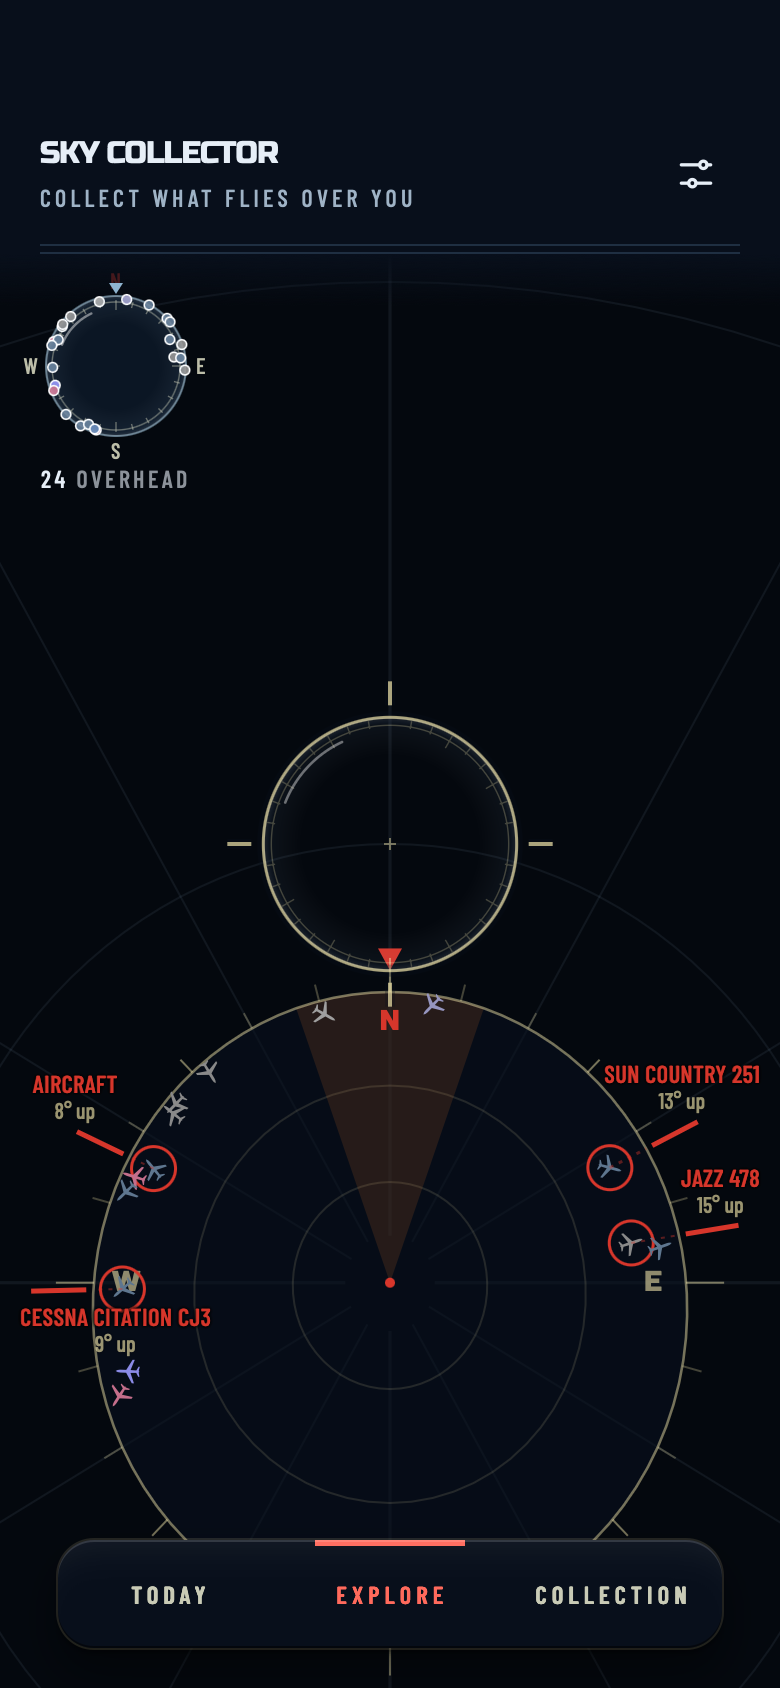 SKY COLLECTOR
COLLECT WHAT FLIES OVER YOU
N
W
E
S
24 OVERHEAD
N
SUN COUNTRY 251
13° up
AIRCRAFT
8° up
JAZZ 478
15° up
W
E
CESSNA CITATION CJ3
9° up
TODAY
EXPLORE
COLLECTION